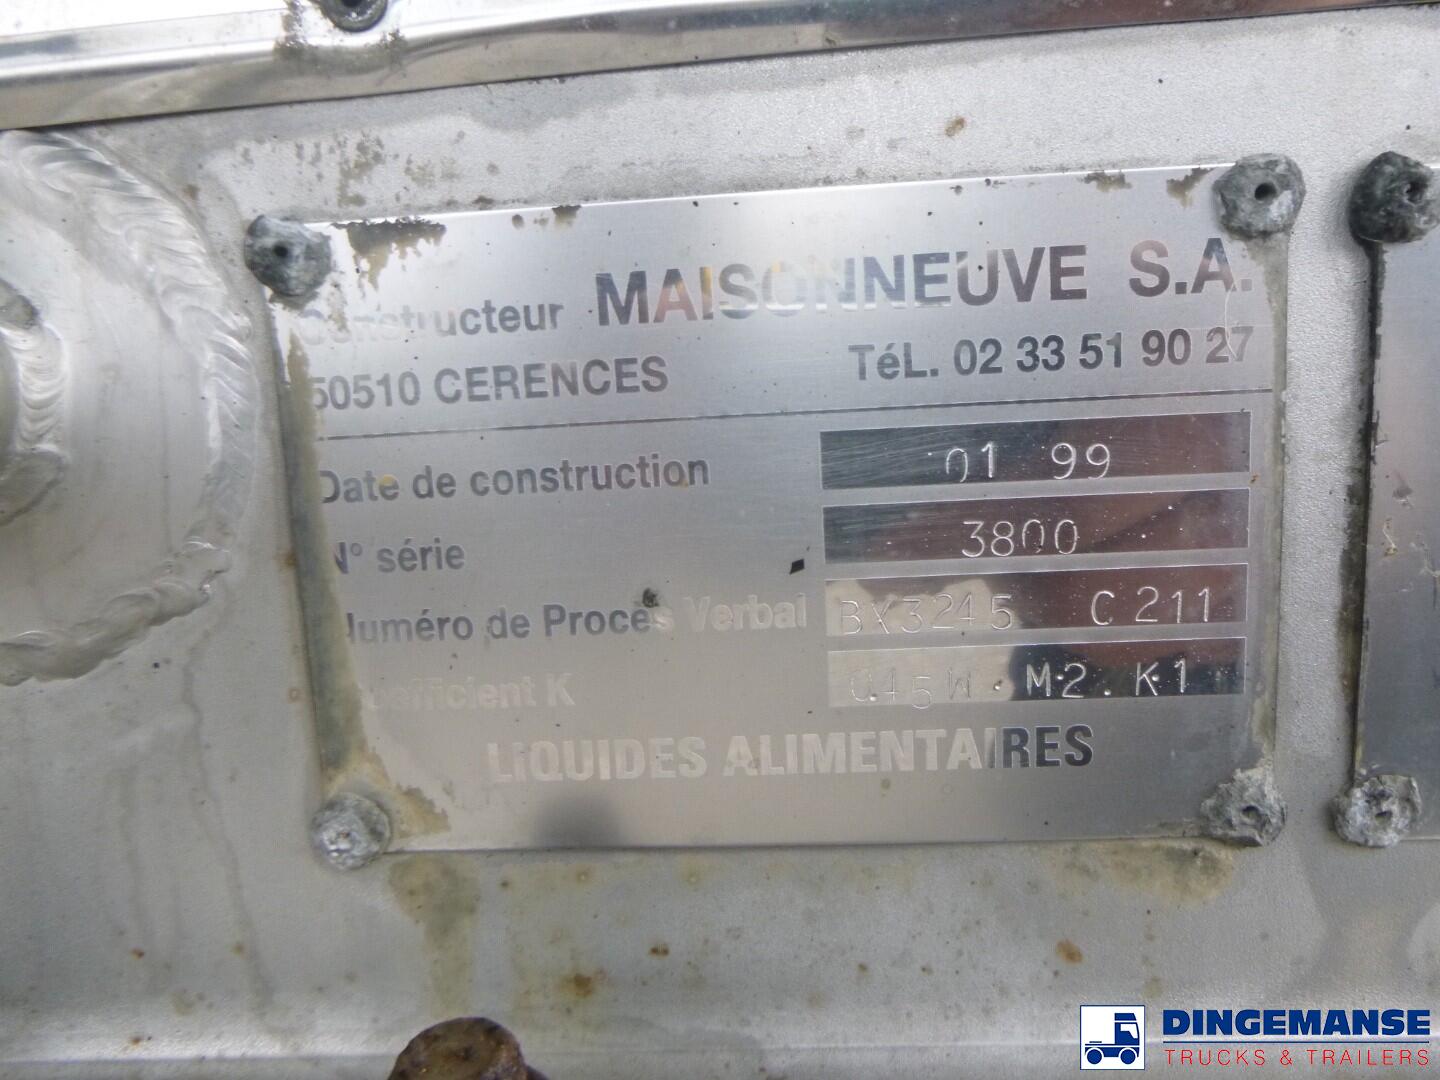 Constructeur MAISONNEUVE S.A.
50510 CERENCES TéL. 02 33 51 90 27
Date de construction 01 99
N° série 3800
Numéro de Procès Verbal BX3245 C211
Coefficient K 045W.M2.K1
LIQUIDES ALIMENTAIRES
DINGEMANSE
TRUCKS & TRAILERS